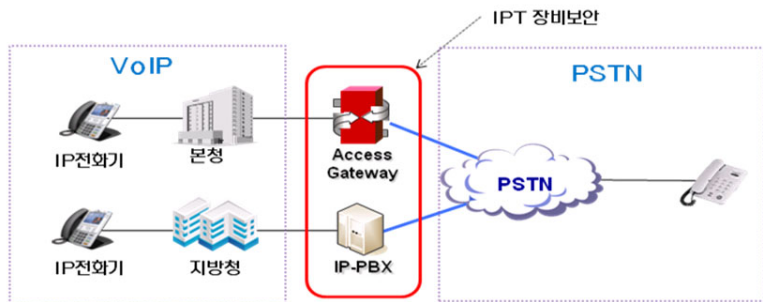 IPT 장비보안
VoIP
PSTN
IP전화기
본청
Access
Gateway
PSTN
IP전화기
지방청
IP-PBX